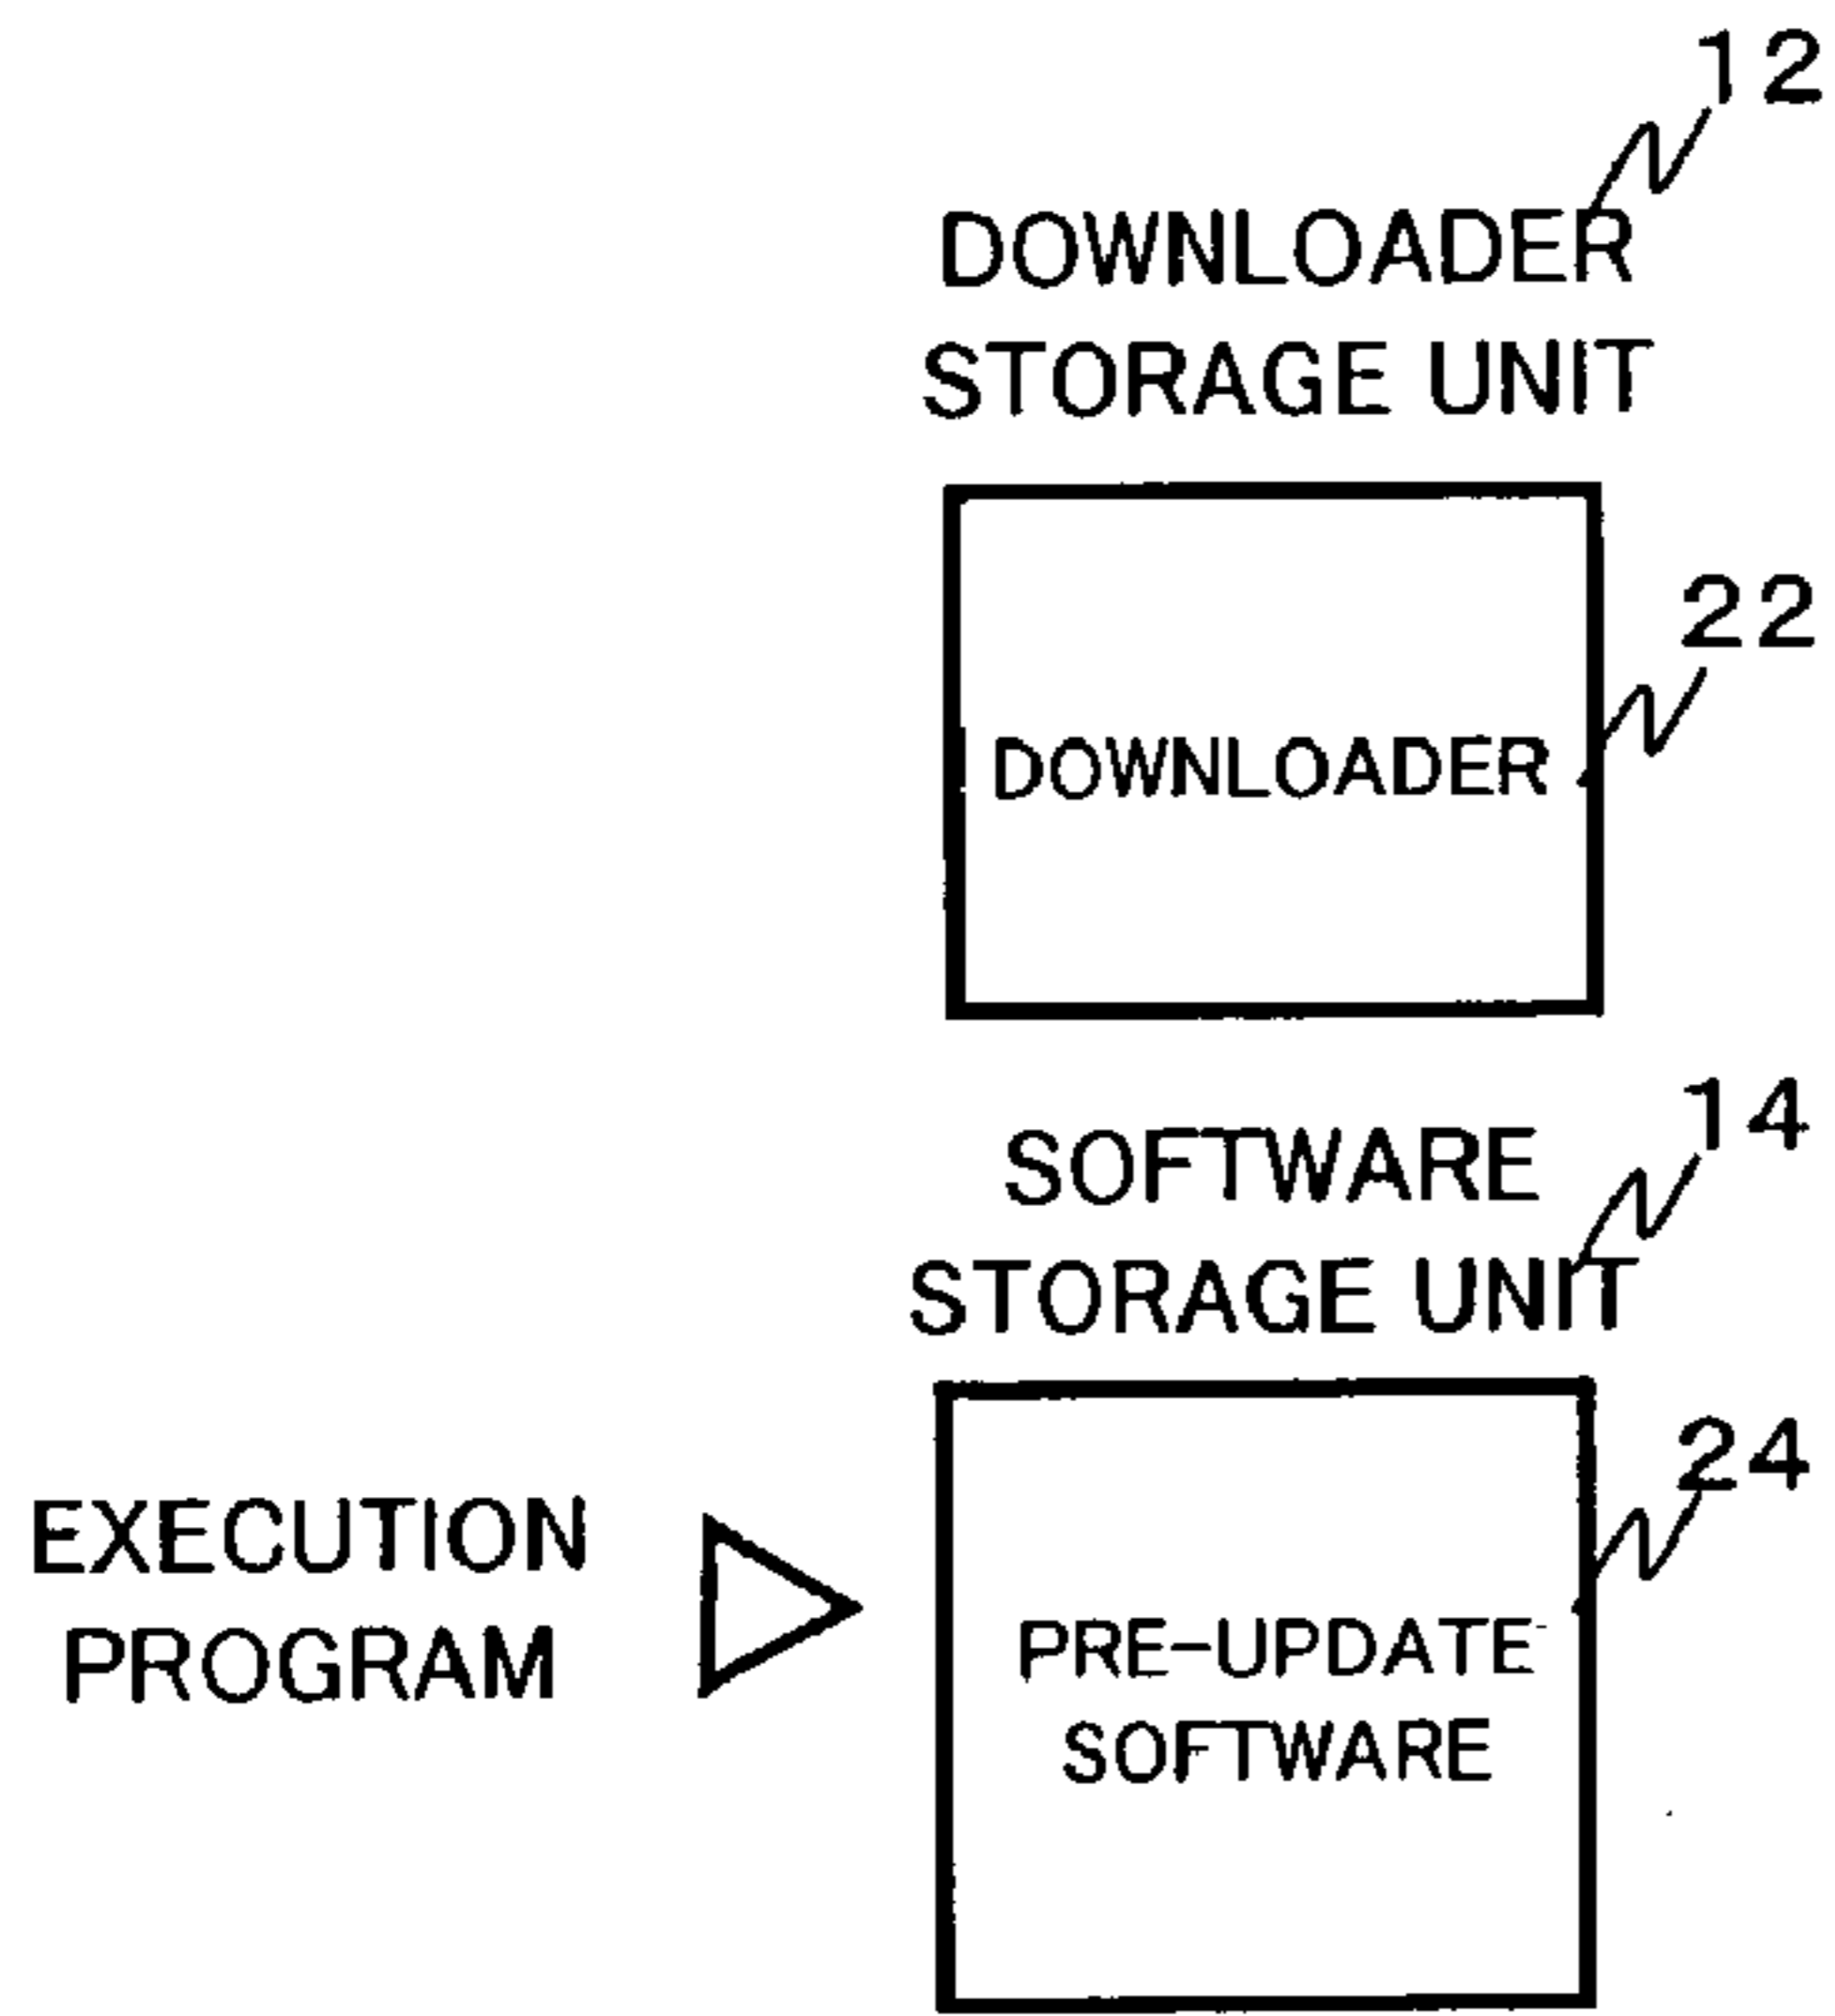 12
DOWNLOADER
STORAGE UNIT
22
DOWNLOADER
14
SOFTWARE
STORAGE UNIT
24
EXECUTION
PROGRAM
PRE-UPDATE
SOFTWARE